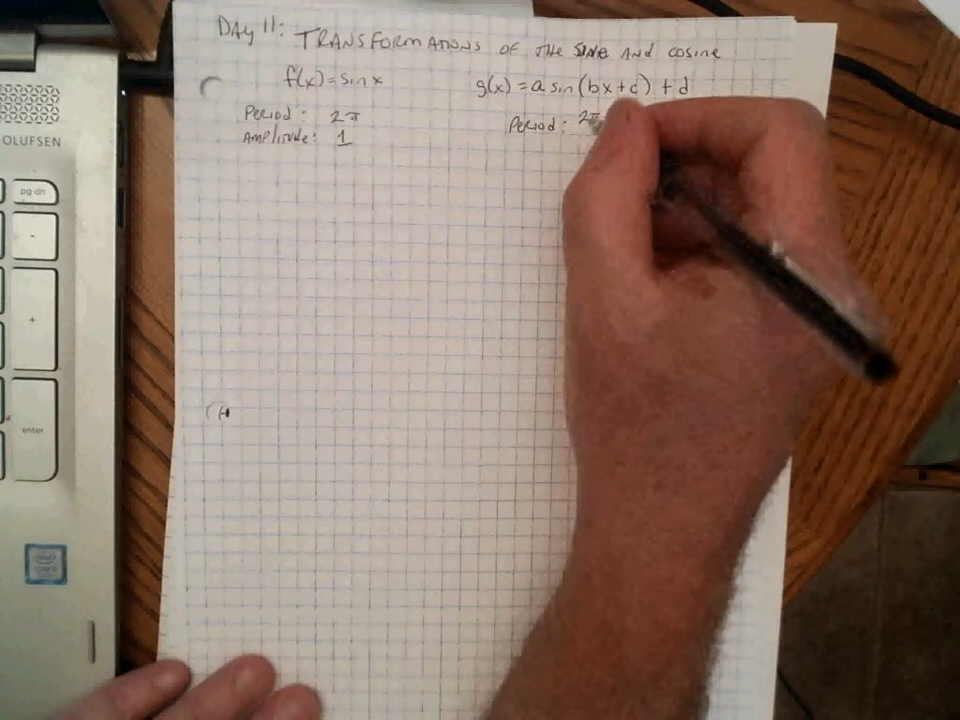 DAy 11: TRANSFORMATIONS OF THE SINE AND COSINE
f(x) = sin x
g(x) = a sin (bx+c) + d
Period: 2π
Amplitude: 1
Period: 2π
OLUFSEN
pg dn
-
+
enter
intel